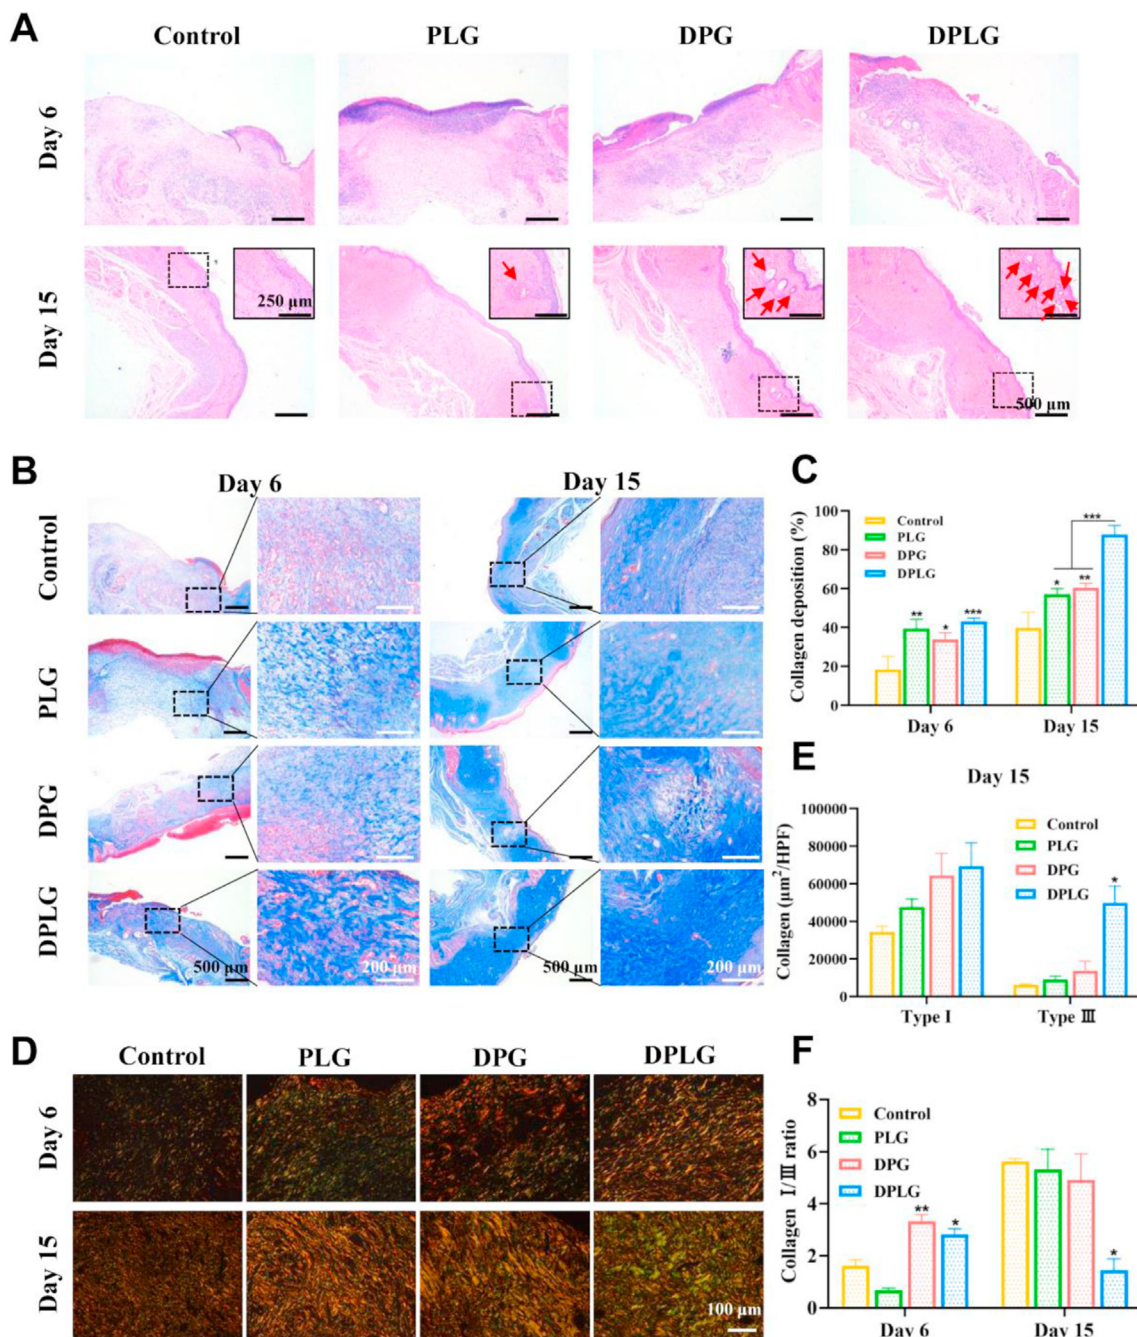 A
Control PLG DPG DPLG
Day 6
Day 15
250 μm
500 μm
B
Day 6 Day 15
Control
PLG
DPG
DPLG
500 μm 200 μm 500 μm 200 μm
C
Collagen deposition (%)
100
80
60
40
20
0
Control
PLG
DPG
DPLG
** * ***
* ** ***
Day 6 Day 15
E
Day 15
Collagen (μm²/HPF)
100000
80000
60000
40000
20000
0
Control
PLG
DPG
DPLG
*
Type I Type Ⅲ
D
Control PLG DPG DPLG
Day 6
Day 15
100 μm
F
Collagen I/Ⅲ ratio
8
6
4
2
0
Control
PLG
DPG
DPLG
** *
*
Day 6 Day 15